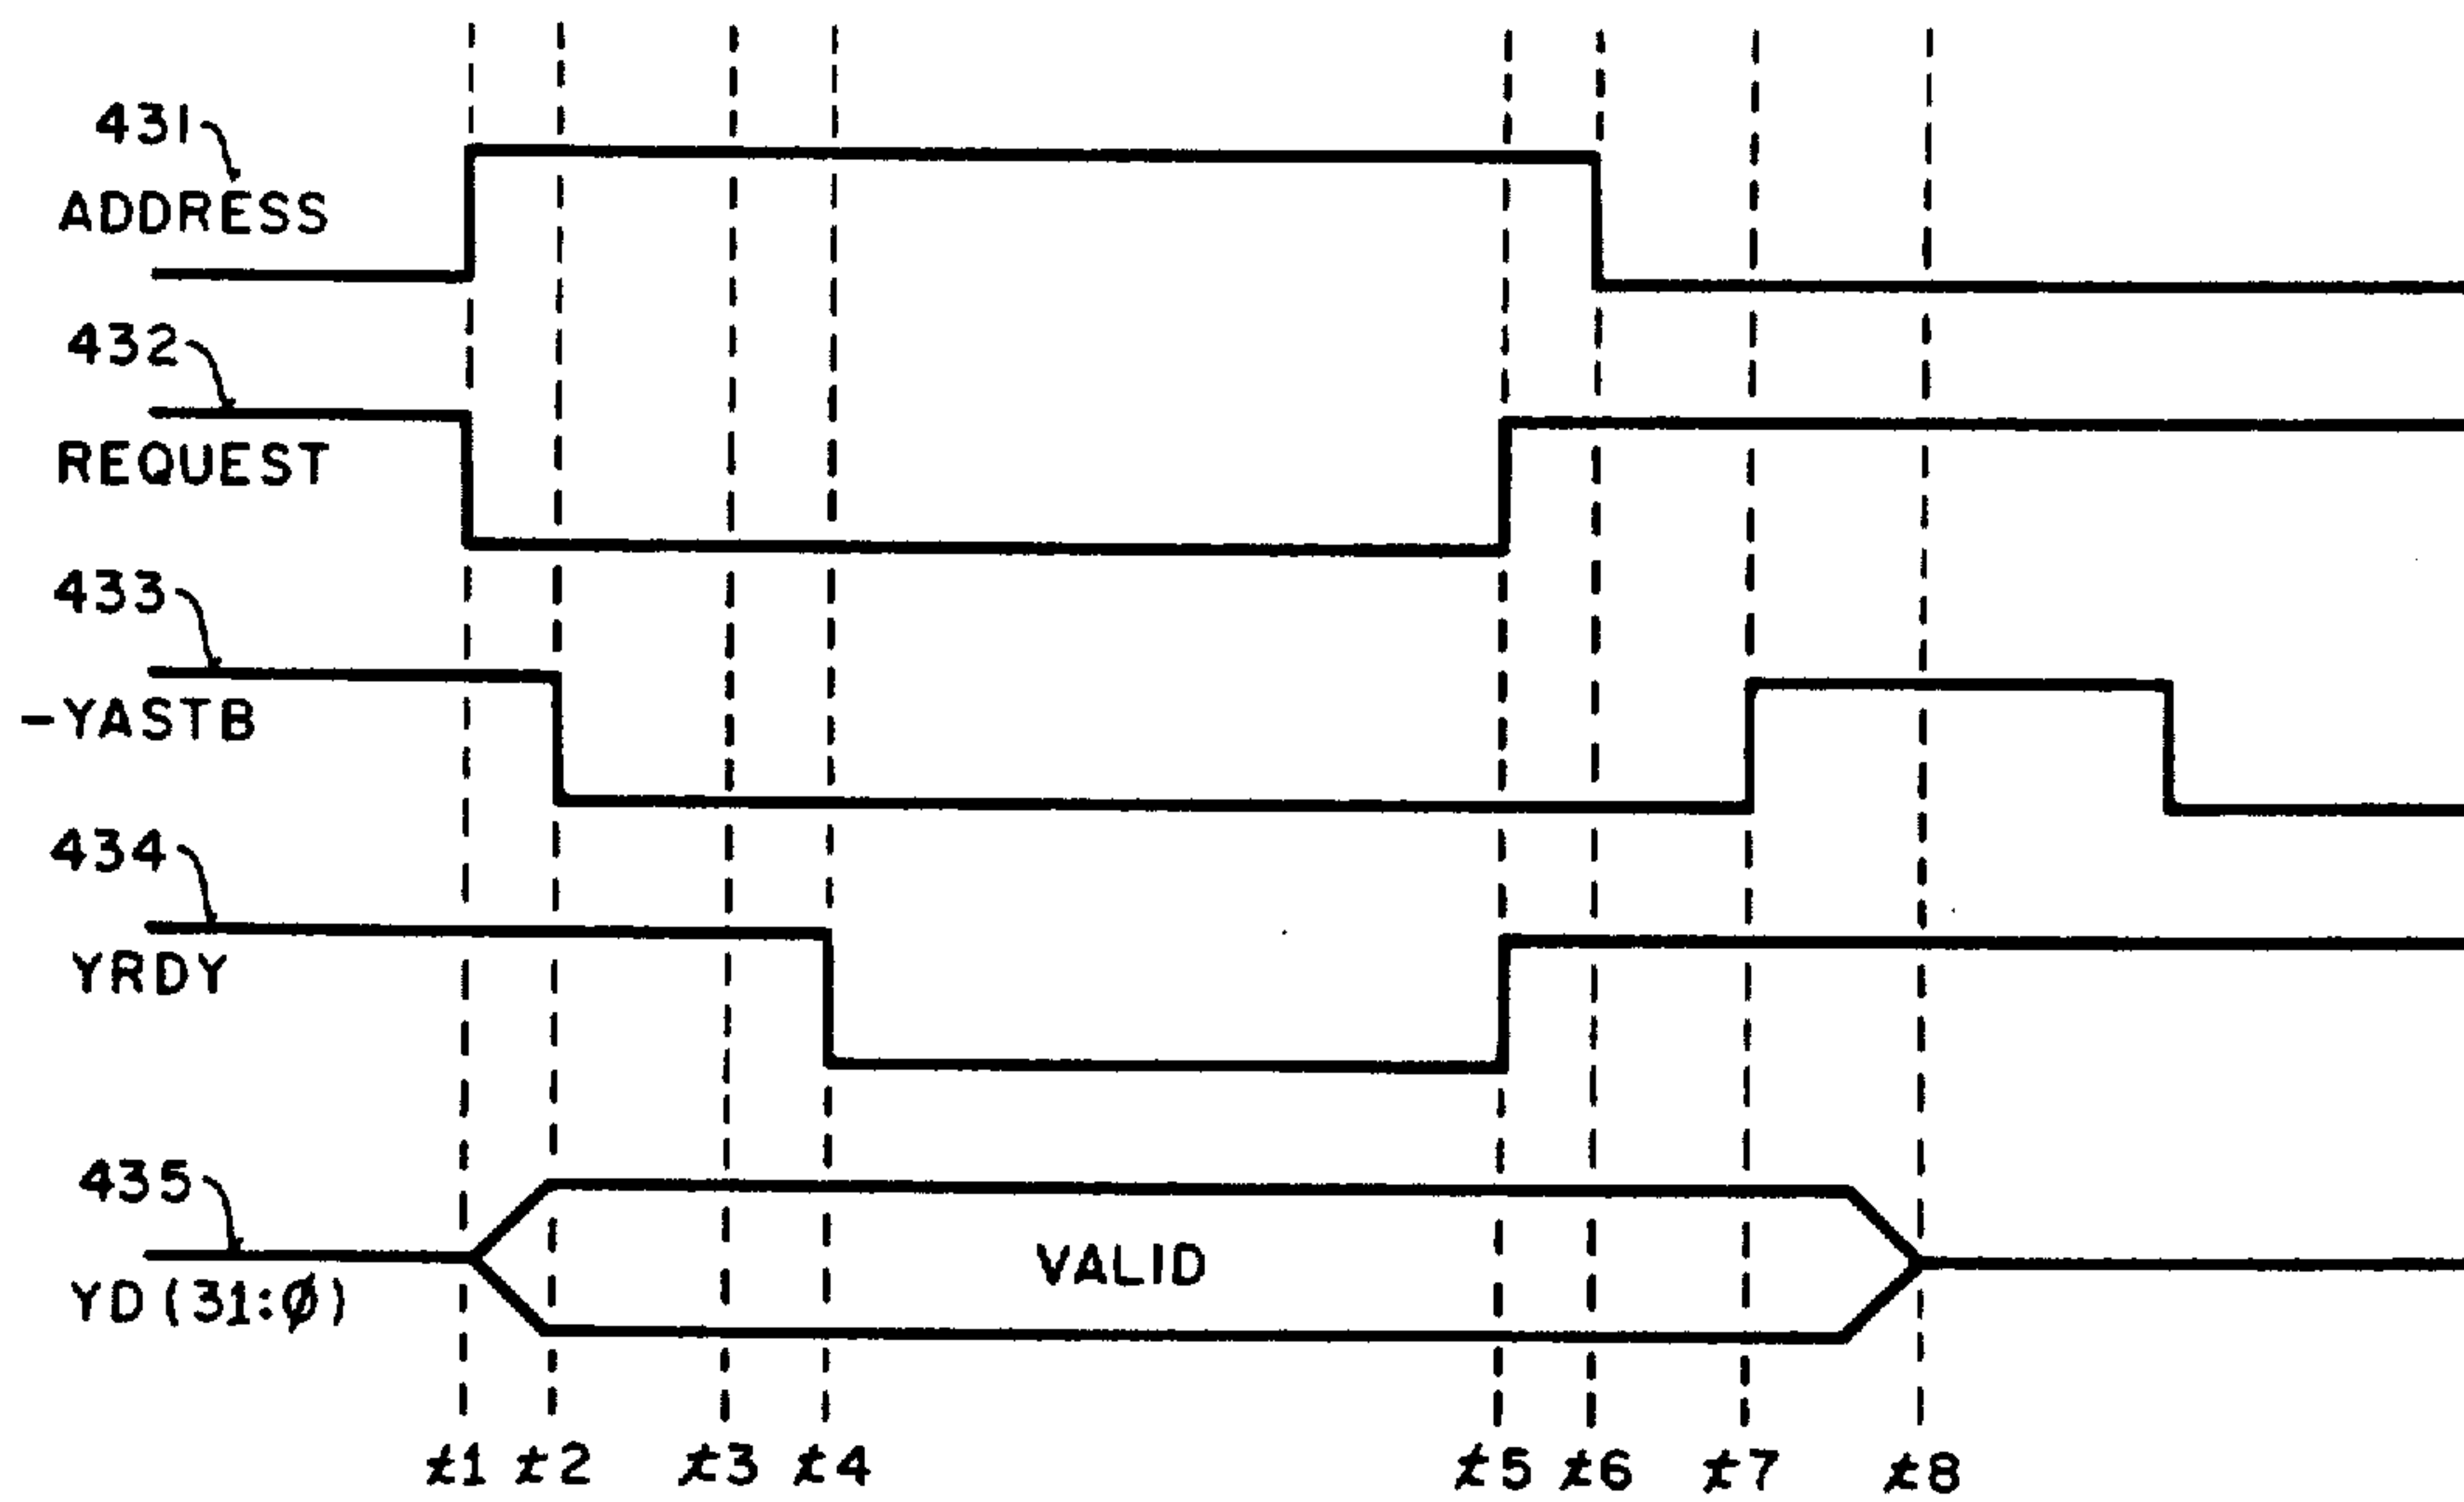 431
ADDRESS
432
REQUEST
433
-YASTB
434
YRDY
435
YD(31:Ø)
VALID
t1 t2 t3 t4 t5 t6 t7 t8